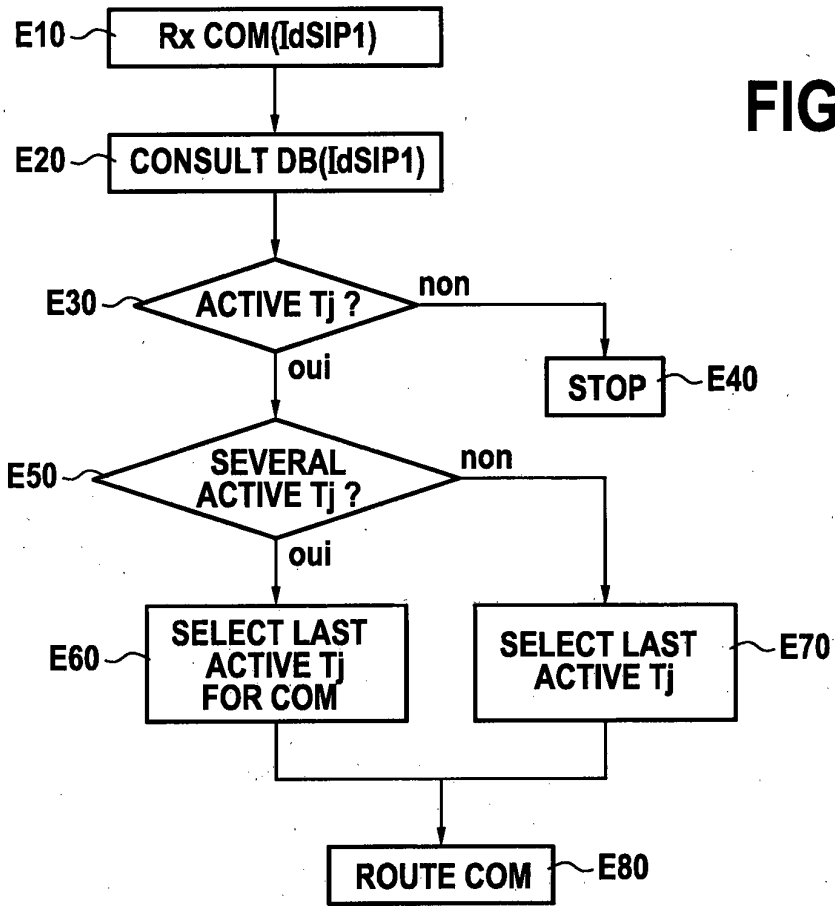 E10
Rx COM(IdSIP1)
FIG
E20
CONSULT DB(IdSIP1)
E30
ACTIVE Tj ?
non
oui
STOP
E40
E50
SEVERAL
ACTIVE Tj ?
non
oui
E60
SELECT LAST
ACTIVE Tj
FOR COM
SELECT LAST
ACTIVE Tj
E70
ROUTE COM
E80